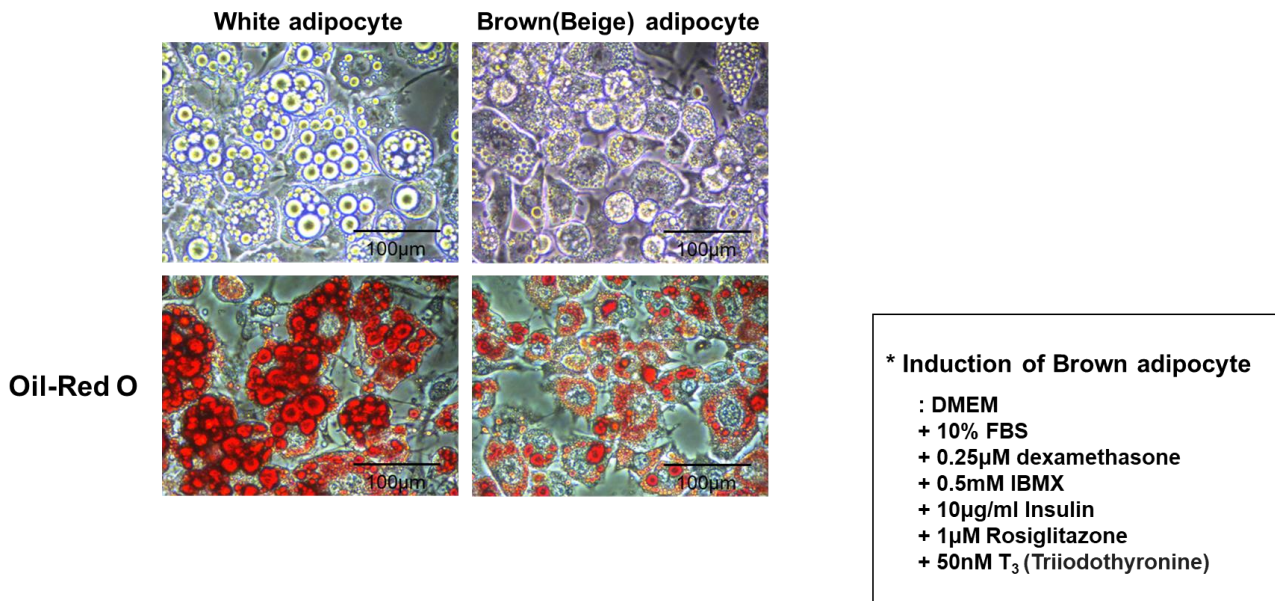 White adipocyte
Brown(Beige) adipocyte
100µm
100µm
Oil-Red O
100µm
100µm
* Induction of Brown adipocyte
: DMEM
+ 10% FBS
+ 0.25µM dexamethasone
+ 0.5mM IBMX
+ 10µg/ml Insulin
+ 1µM Rosiglitazone
+ 50nM T₃ (Triiodothyronine)